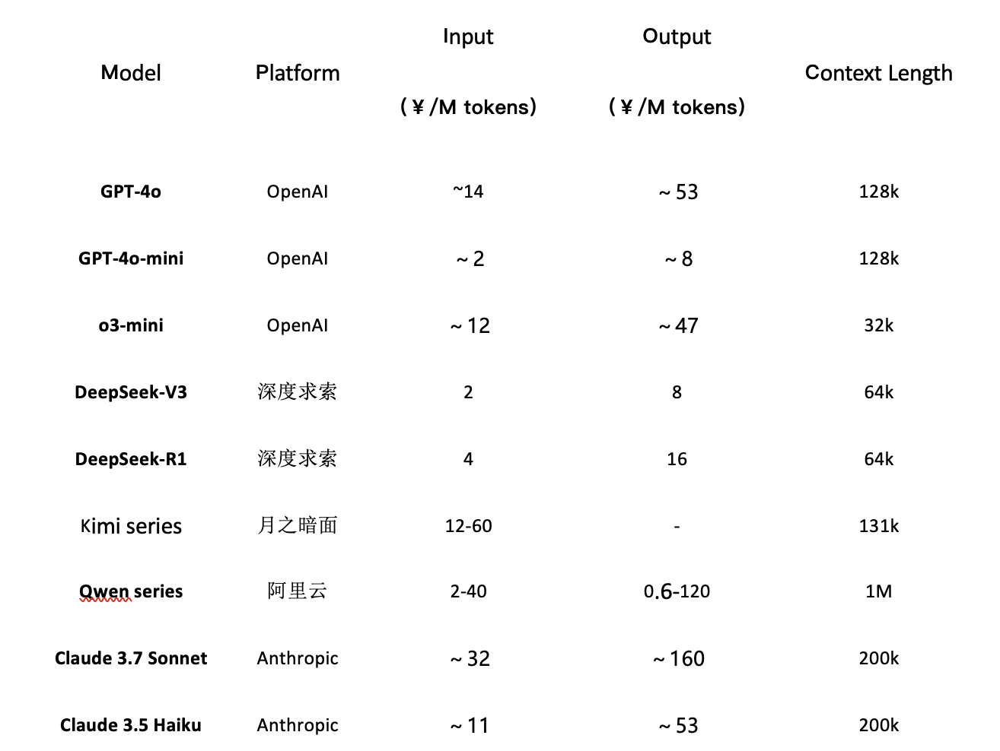 Model Platform Input (¥/M tokens) Output (¥/M tokens) Context Length
GPT-4o OpenAI ~14 ~ 53 128k
GPT-4o-mini OpenAI ~ 2 ~ 8 128k
o3-mini OpenAI ~ 12 ~ 47 32k
DeepSeek-V3 深度求索 2 8 64k
DeepSeek-R1 深度求索 4 16 64k
Kimi series 月之暗面 12-60 - 131k
Qwen series 阿里云 2-40 0.6-120 1M
Claude 3.7 Sonnet Anthropic ~ 32 ~ 160 200k
Claude 3.5 Haiku Anthropic ~ 11 ~ 53 200k